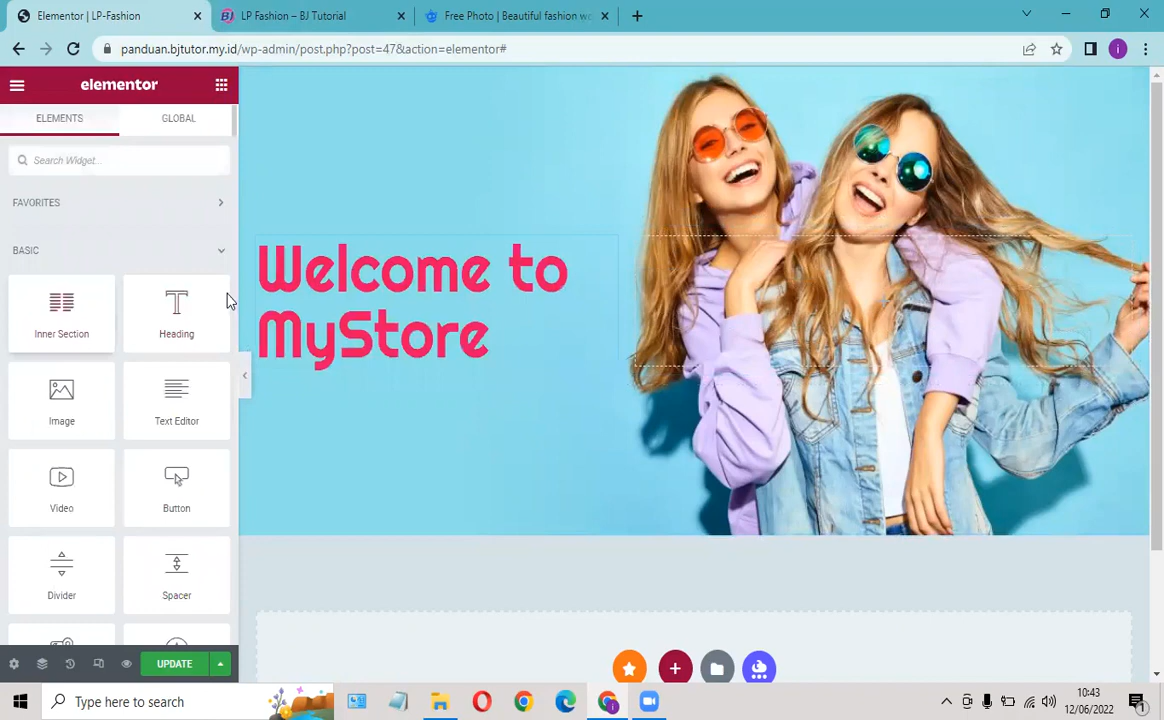 Elementor | LP-Fashion
LP Fashion – BJ Tutorial
Free Photo | Beautiful fashion wo
panduan.bjtutor.my.id/wp-admin/post.php?post=47&action=elementor#
i
elementor
ELEMENTS
GLOBAL
Search Widget...
FAVORITES
BASIC
Inner Section
Heading
Image
Text Editor
Video
Button
Divider
Spacer
UPDATE
Welcome to
MyStore
Type here to search
10:43
12/06/2022
1